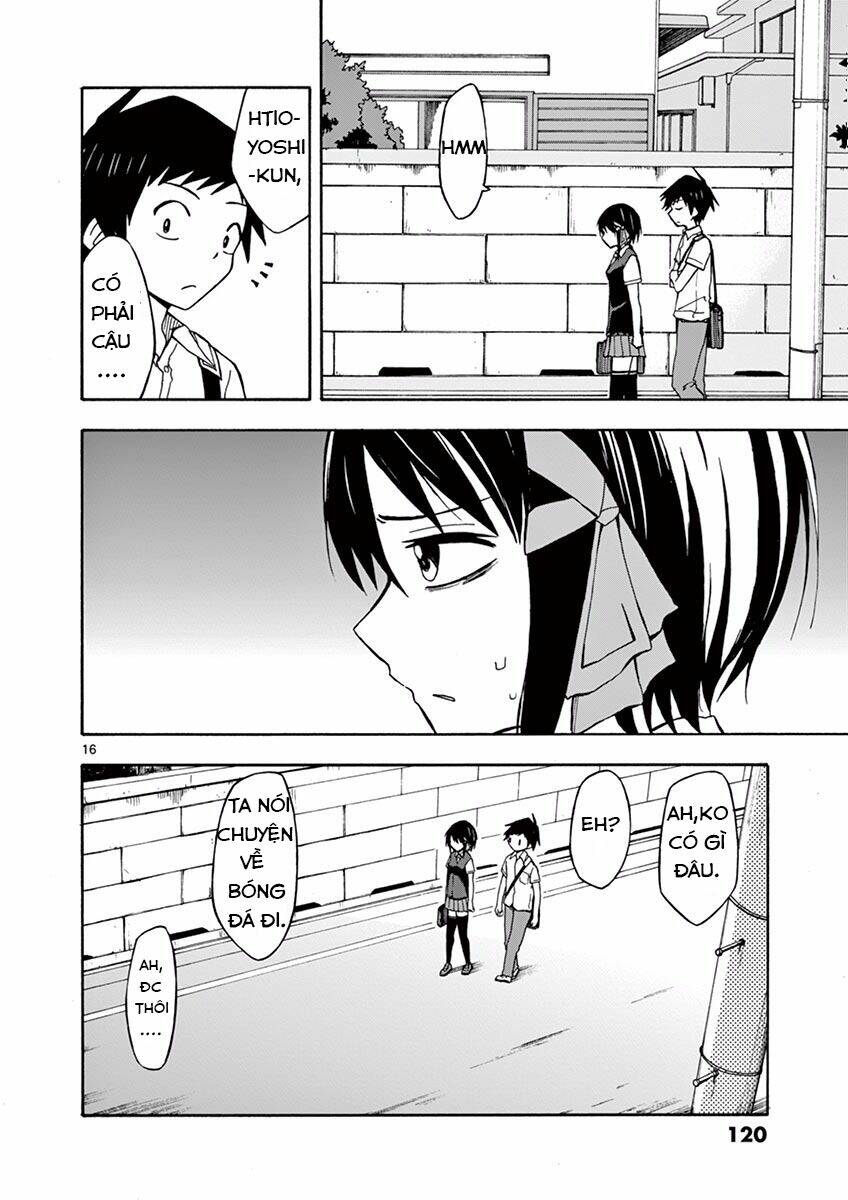 HMM
HTIO-
YOSHI
-KUN,
CÓ
PHẢI
CẬU
....
16
AH,KO
CÓ GÌ
ĐÂU.
EH?
TA NÓI
CHUYỆN
VỀ
BÓNG
ĐÁ ĐI.
AH,
ĐC
THÔI
....
120